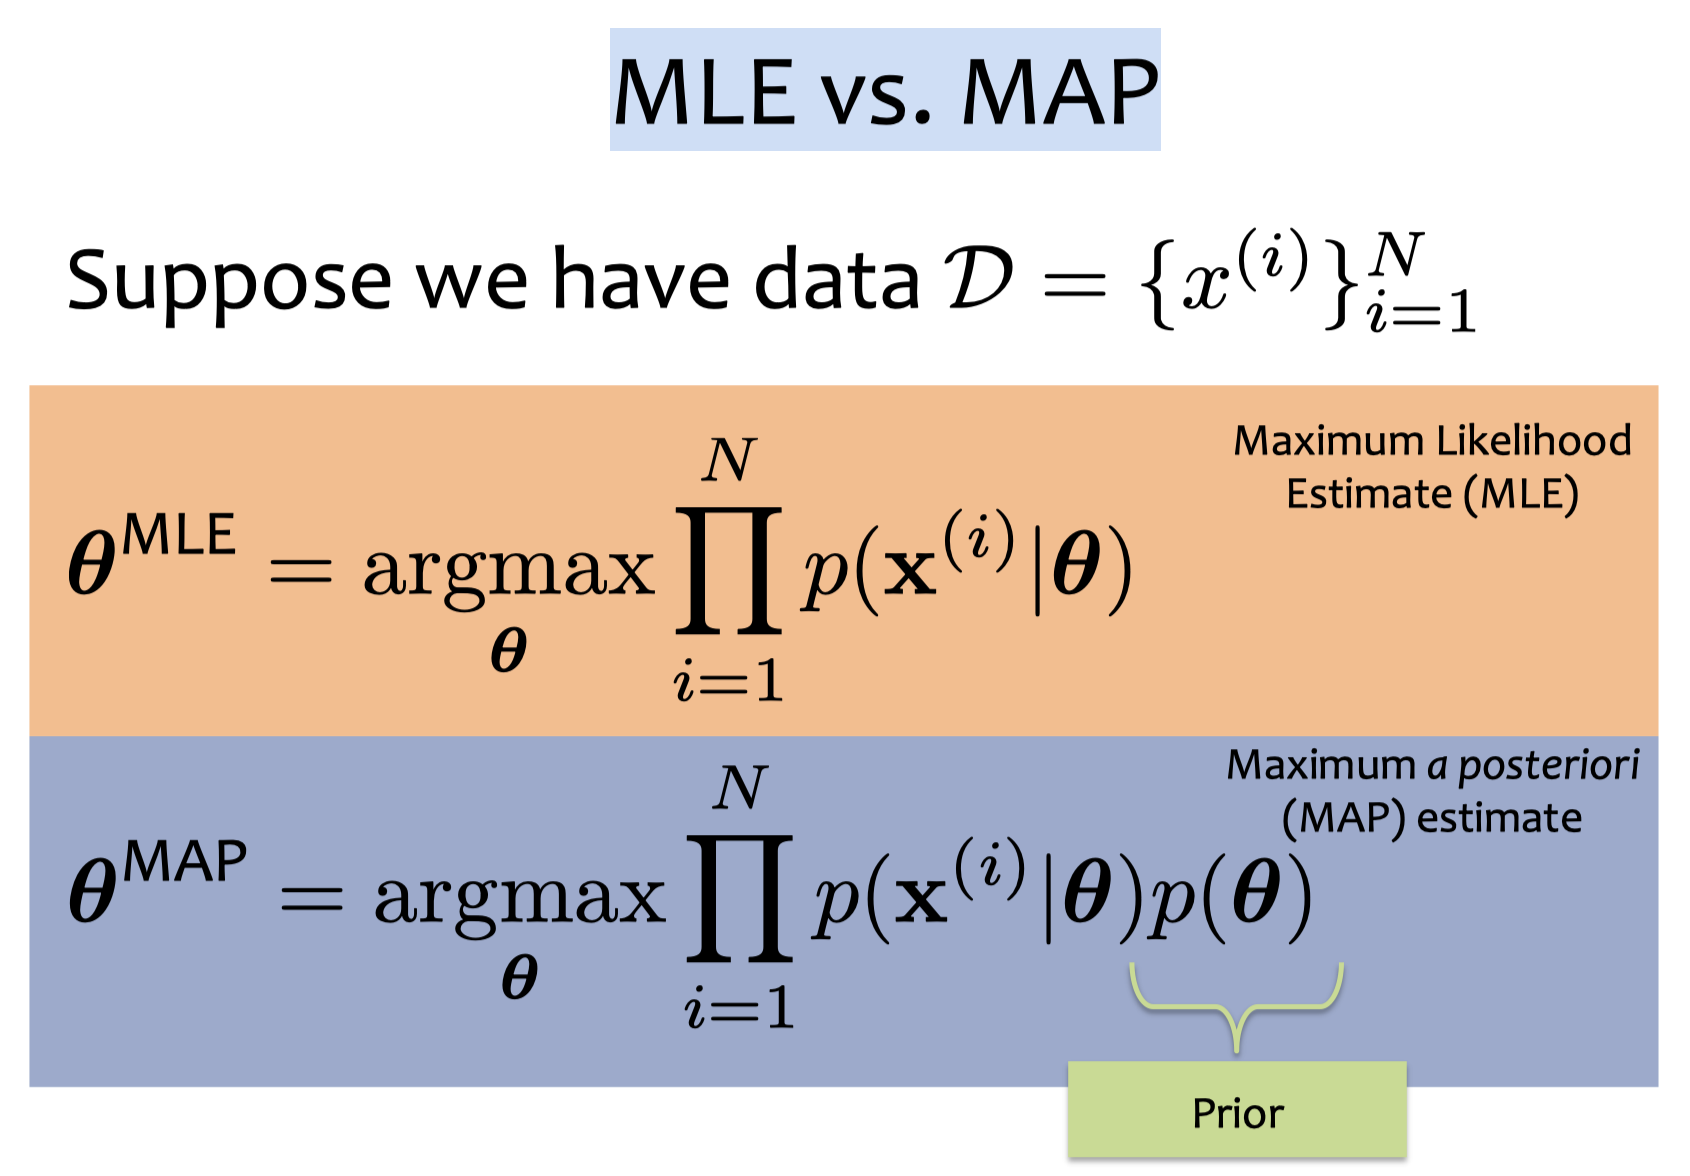 MLE vs. MAP
Suppose we have data $\mathcal{D} = \{x^{(i)}\}_{i=1}^{N}$
Maximum Likelihood
Estimate (MLE)
$\boldsymbol{\theta}^{\text{MLE}} = \underset{\boldsymbol{\theta}}{\operatorname{argmax}} \prod_{i=1}^{N} p(\mathbf{x}^{(i)}|\boldsymbol{\theta})$
Maximum a posteriori
(MAP) estimate
$\boldsymbol{\theta}^{\text{MAP}} = \underset{\boldsymbol{\theta}}{\operatorname{argmax}} \prod_{i=1}^{N} p(\mathbf{x}^{(i)}|\boldsymbol{\theta})p(\boldsymbol{\theta})$
Prior